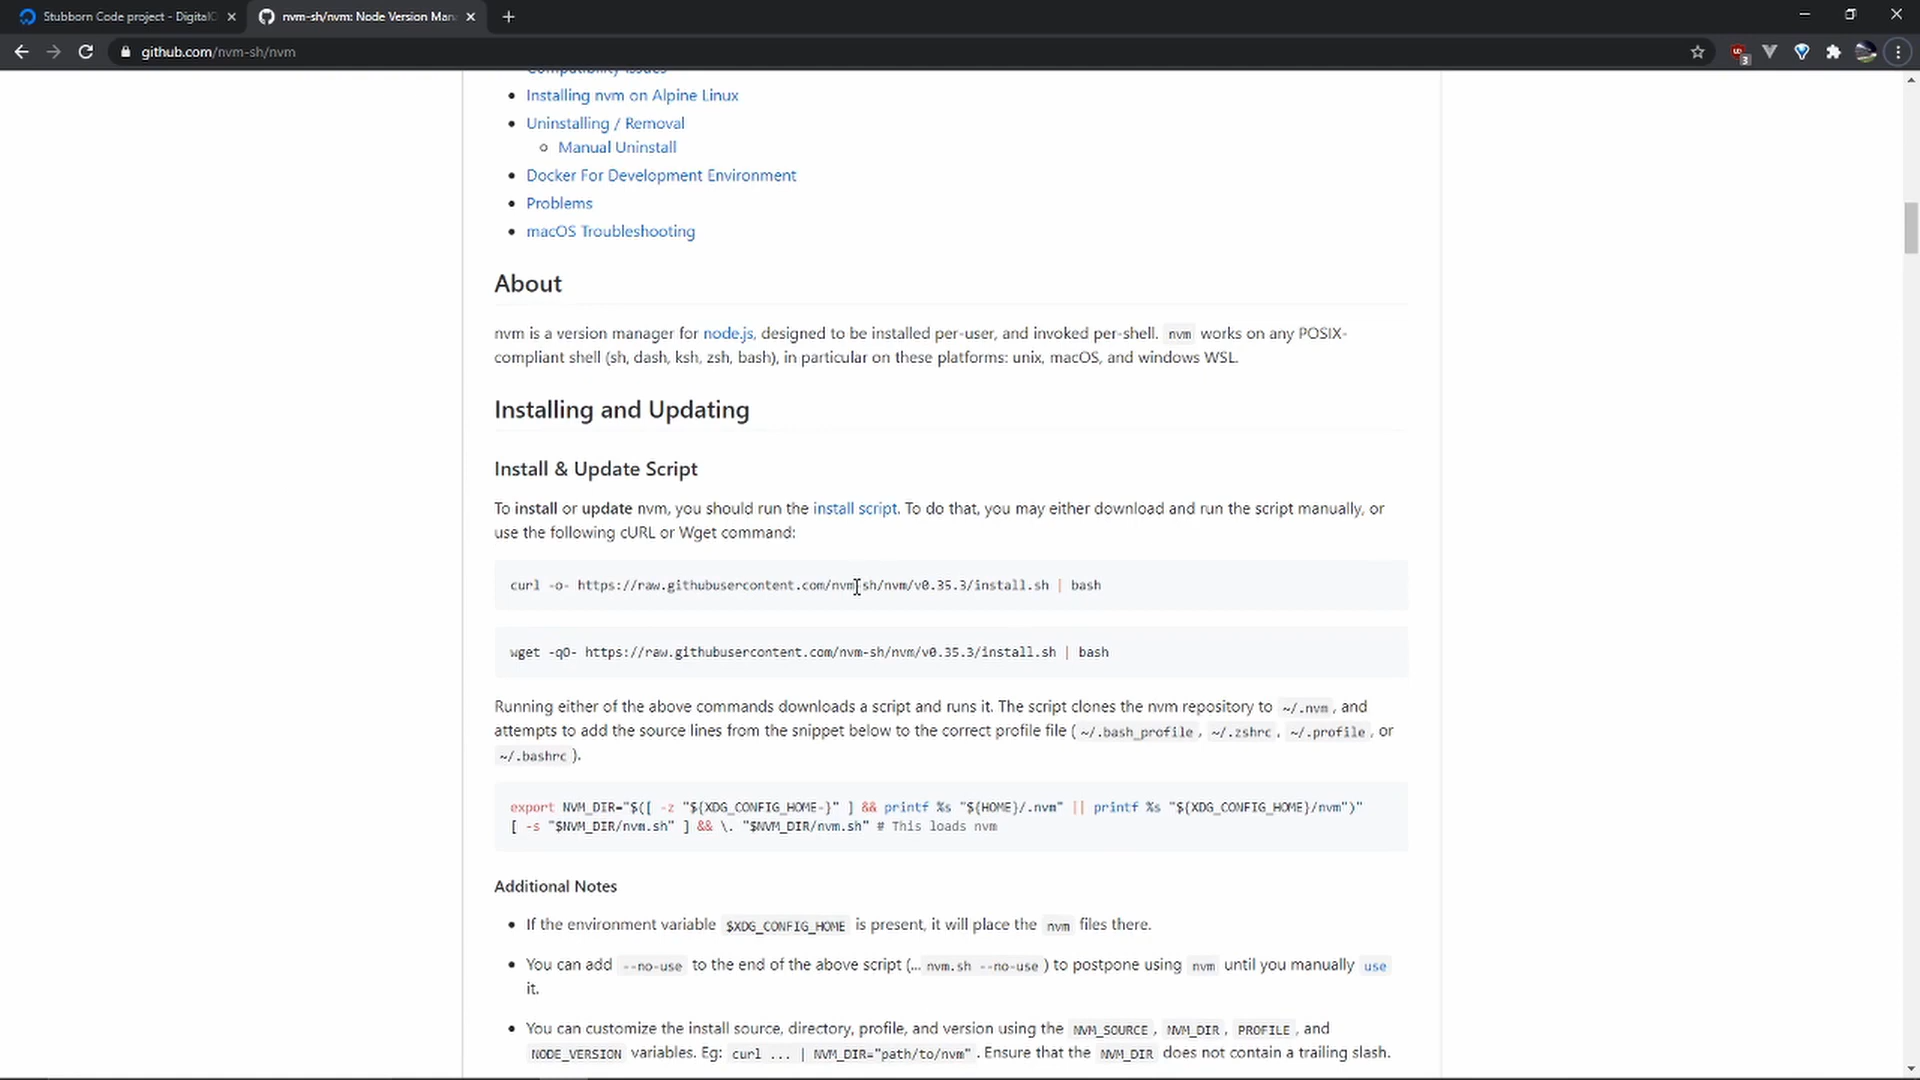 Stubborn Code project - DigitalO
nvm-sh/nvm: Node Version Man
github.com/nvm-sh/nvm
3
Compatibility Issues
Installing nvm on Alpine Linux
Uninstalling / Removal
Manual Uninstall
Docker For Development Environment
Problems
macOS Troubleshooting
About
nvm is a version manager for node.js, designed to be installed per-user, and invoked per-shell. nvm works on any POSIX-
compliant shell (sh, dash, ksh, zsh, bash), in particular on these platforms: unix, macOS, and windows WSL.
Installing and Updating
Install & Update Script
To install or update nvm, you should run the install script. To do that, you may either download and run the script manually, or
use the following cURL or Wget command:
curl -o- https://raw.githubusercontent.com/nvm-sh/nvm/v0.35.3/install.sh | bash
wget -qO- https://raw.githubusercontent.com/nvm-sh/nvm/v0.35.3/install.sh | bash
Running either of the above commands downloads a script and runs it. The script clones the nvm repository to ~/.nvm, and
attempts to add the source lines from the snippet below to the correct profile file (~/.bash_profile, ~/.zshrc, ~/.profile, or
~/.bashrc).
export NVM_DIR="$([ -z "${XDG_CONFIG_HOME-}" ] && printf %s "${HOME}/.nvm" || printf %s "${XDG_CONFIG_HOME}/nvm")"
[ -s "$NVM_DIR/nvm.sh" ] && \. "$NVM_DIR/nvm.sh" # This loads nvm
Additional Notes
If the environment variable $XDG_CONFIG_HOME is present, it will place the nvm files there.
You can add --no-use to the end of the above script (... nvm.sh --no-use) to postpone using nvm until you manually use
it.
You can customize the install source, directory, profile, and version using the NVM_SOURCE, NVM_DIR, PROFILE, and
NODE_VERSION variables. Eg: curl ... | NVM_DIR="path/to/nvm". Ensure that the NVM_DIR does not contain a trailing slash.